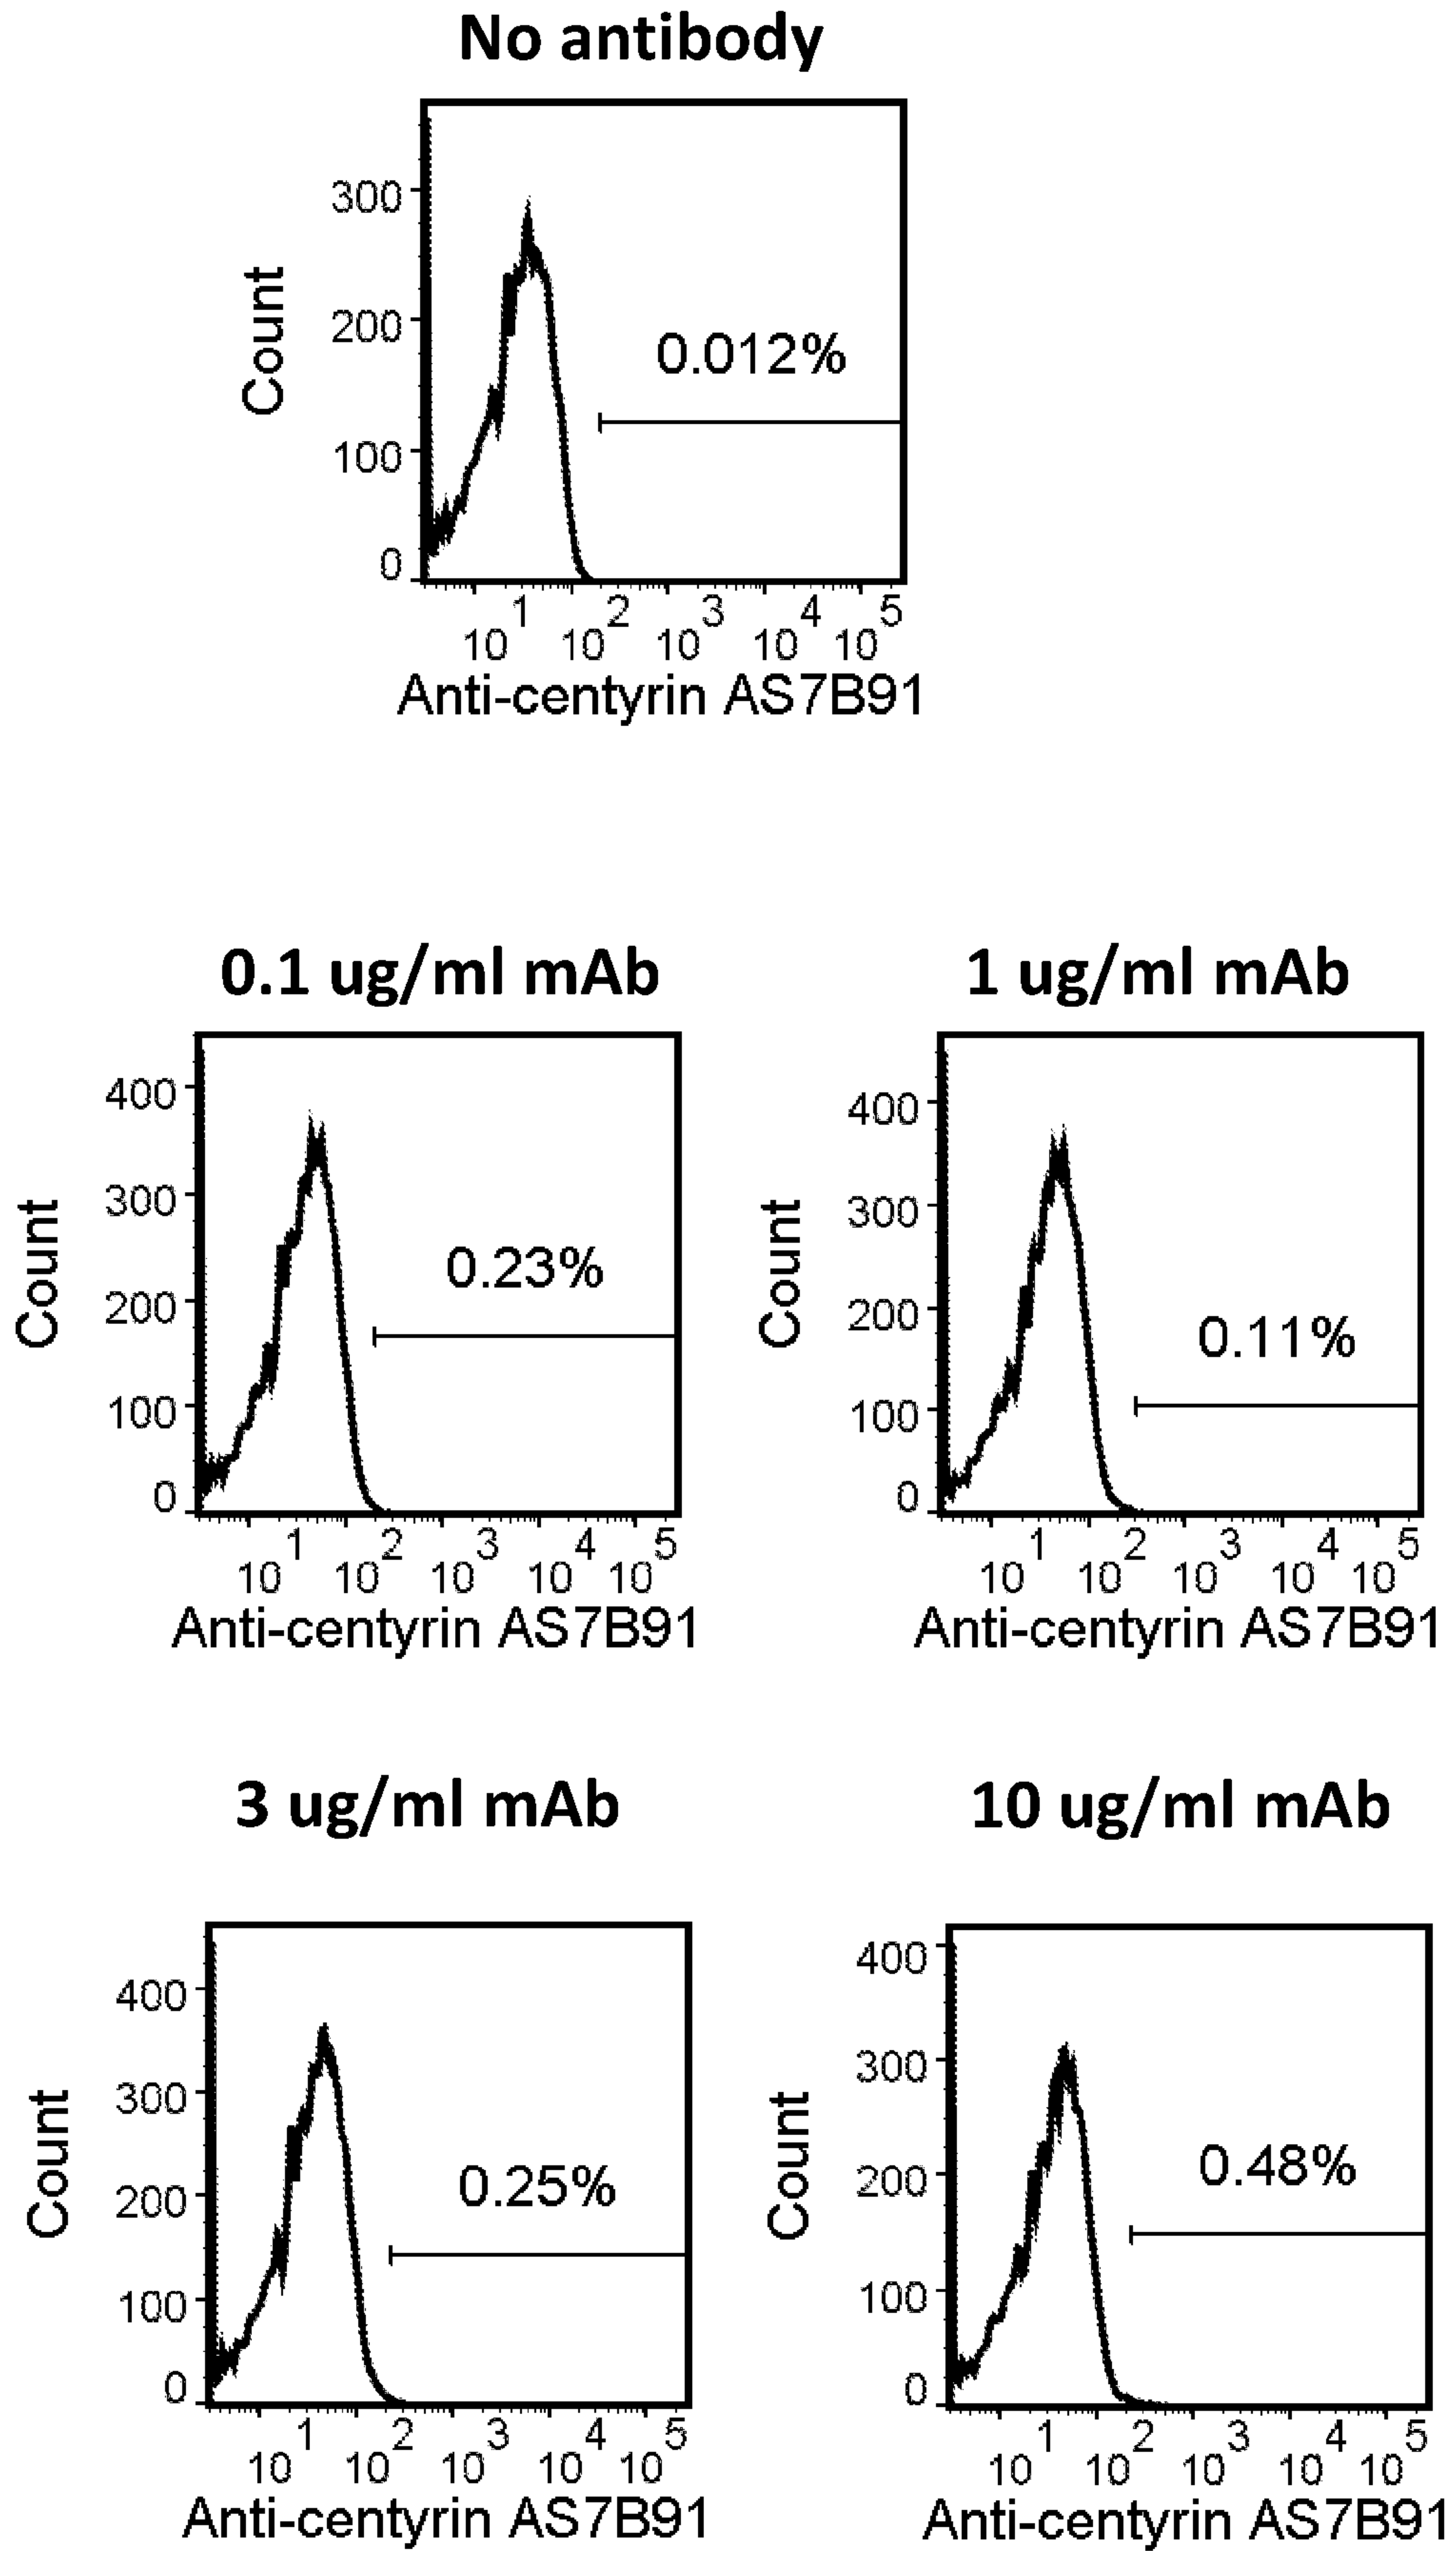 No antibody
300
200
100
0
Count
0.012%
10^1 10^2 10^3 10^4 10^5
Anti-centyrin AS7B91
0.1 ug/ml mAb
400
300
200
100
0
Count
0.23%
10^1 10^2 10^3 10^4 10^5
Anti-centyrin AS7B91
1 ug/ml mAb
400
300
200
100
0
Count
0.11%
10^1 10^2 10^3 10^4 10^5
Anti-centyrin AS7B91
3 ug/ml mAb
400
300
200
100
0
Count
0.25%
10^1 10^2 10^3 10^4 10^5
Anti-centyrin AS7B91
10 ug/ml mAb
400
300
200
100
0
Count
0.48%
10^1 10^2 10^3 10^4 10^5
Anti-centyrin AS7B91